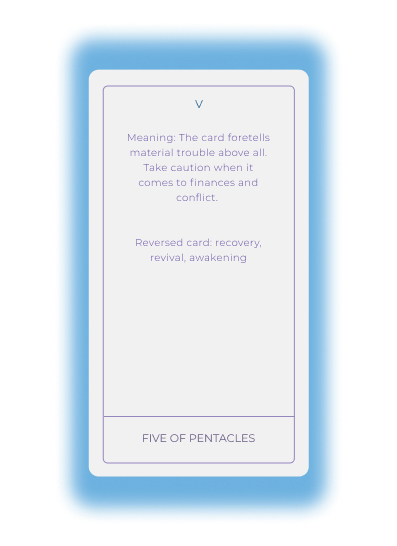 V
Meaning: The card foretells
material trouble above all.
Take caution when it
comes to finances and
conflict.
Reversed card: recovery,
revival, awakening
FIVE OF PENTACLES